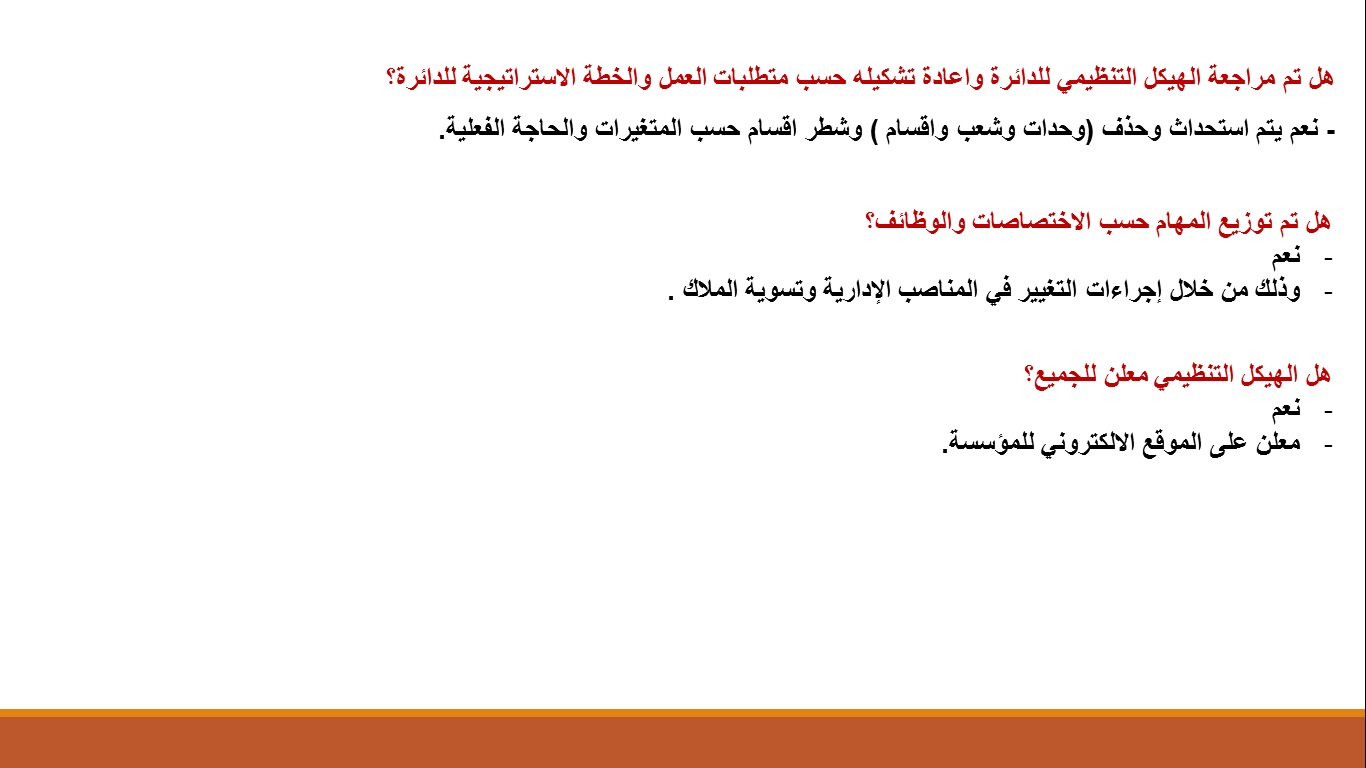 هل تم مراجعة الهيكل التنظيمي للدائرة واعادة تشكيله حسب متطلبات العمل والخطة الاستراتيجية للدائرة؟
- نعم يتم استحداث وحذف (وحدات وشعب واقسام ) وشطر اقسام حسب المتغيرات والحاجة الفعلية.
هل تم توزيع المهام حسب الاختصاصات والوظائف؟
- نعم
- وذلك من خلال إجراءات التغيير في المناصب الإدارية وتسوية الملاك .
هل الهيكل التنظيمي معلن للجميع؟
- نعم
- معلن على الموقع الالكتروني للمؤسسة.